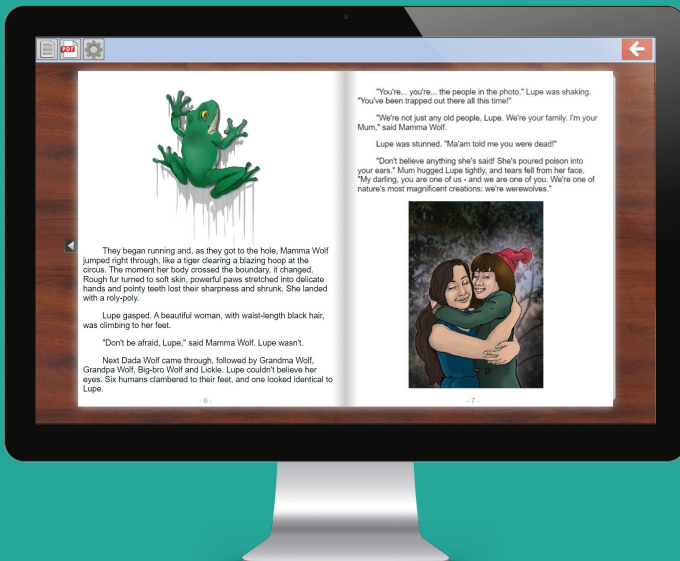 PDF
They began running and, as they got to the hole, Mamma Wolf
jumped right through, like a tiger clearing a blazing hoop at the
circus. The moment her body crossed the boundary, it changed.
Rough fur turned to soft skin, powerful paws stretched into delicate
hands and pointy teeth lost their sharpness and shrunk. She landed
with a roly-poly.
Lupe gasped. A beautiful woman, with waist-length black hair,
was climbing to her feet.
"Don't be afraid, Lupe," said Mamma Wolf. Lupe wasn't.
Next Dada Wolf came through, followed by Grandma Wolf,
Grandpa Wolf, Big-bro Wolf and Lickle. Lupe couldn't believe her
eyes. Six humans clambered to their feet, and one looked identical to
Lupe.
- 6 -
"You're... you're... the people in the photo." Lupe was shaking.
"You've been trapped out there all this time!"
"We're not just any old people, Lupe. We're your family. I'm your
Mum," said Mamma Wolf.
Lupe was stunned. "Ma'am told me you were dead!"
"Don't believe anything she's said! She's poured poison into
your ears." Mum hugged Lupe tightly, and tears fell from her face.
"My darling, you are one of us - and we are one of you. We're one of
nature's most magnificent creations: we're werewolves."
- 7 -